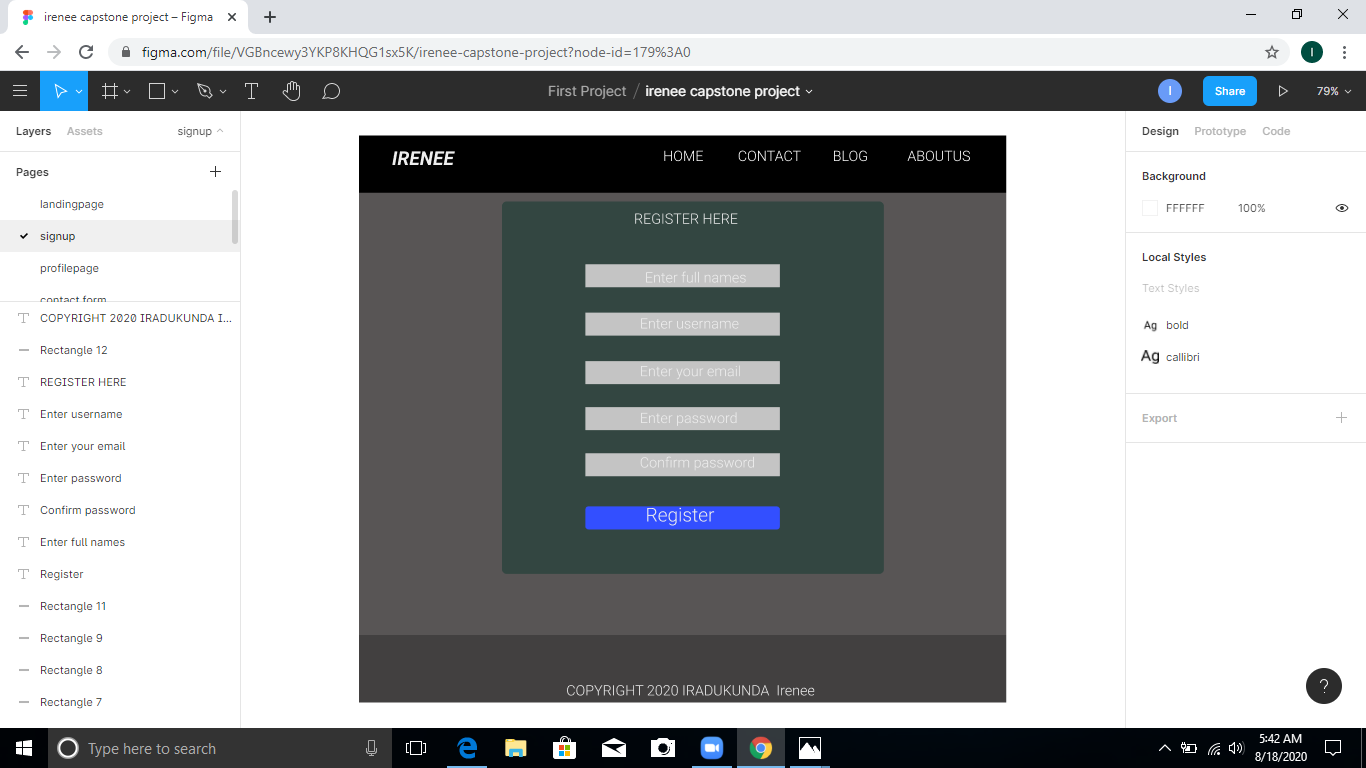 irenee capstone project – Figma
figma.com/file/VGBncewy3YKP8KHQG1sx5K/irenee-capstone-project?node-id=179%3A0
I
First Project / irenee capstone project
I
Share
79%
Layers
Assets
signup
Pages
landingpage
signup
profilepage
contact form
COPYRIGHT 2020 IRADUKUNDA I...
Rectangle 12
REGISTER HERE
Enter username
Enter your email
Enter password
Confirm password
Enter full names
Register
Rectangle 11
Rectangle 9
Rectangle 8
Rectangle 7
IRENEE
HOME
CONTACT
BLOG
ABOUTUS
REGISTER HERE
Enter full names
Enter username
Enter your email
Enter password
Confirm password
Register
COPYRIGHT 2020 IRADUKUNDA Irenee
Design
Prototype
Code
Background
FFFFFF
100%
Local Styles
Text Styles
Ag bold
Ag callibri
Export
?
Type here to search
5:42 AM
8/18/2020